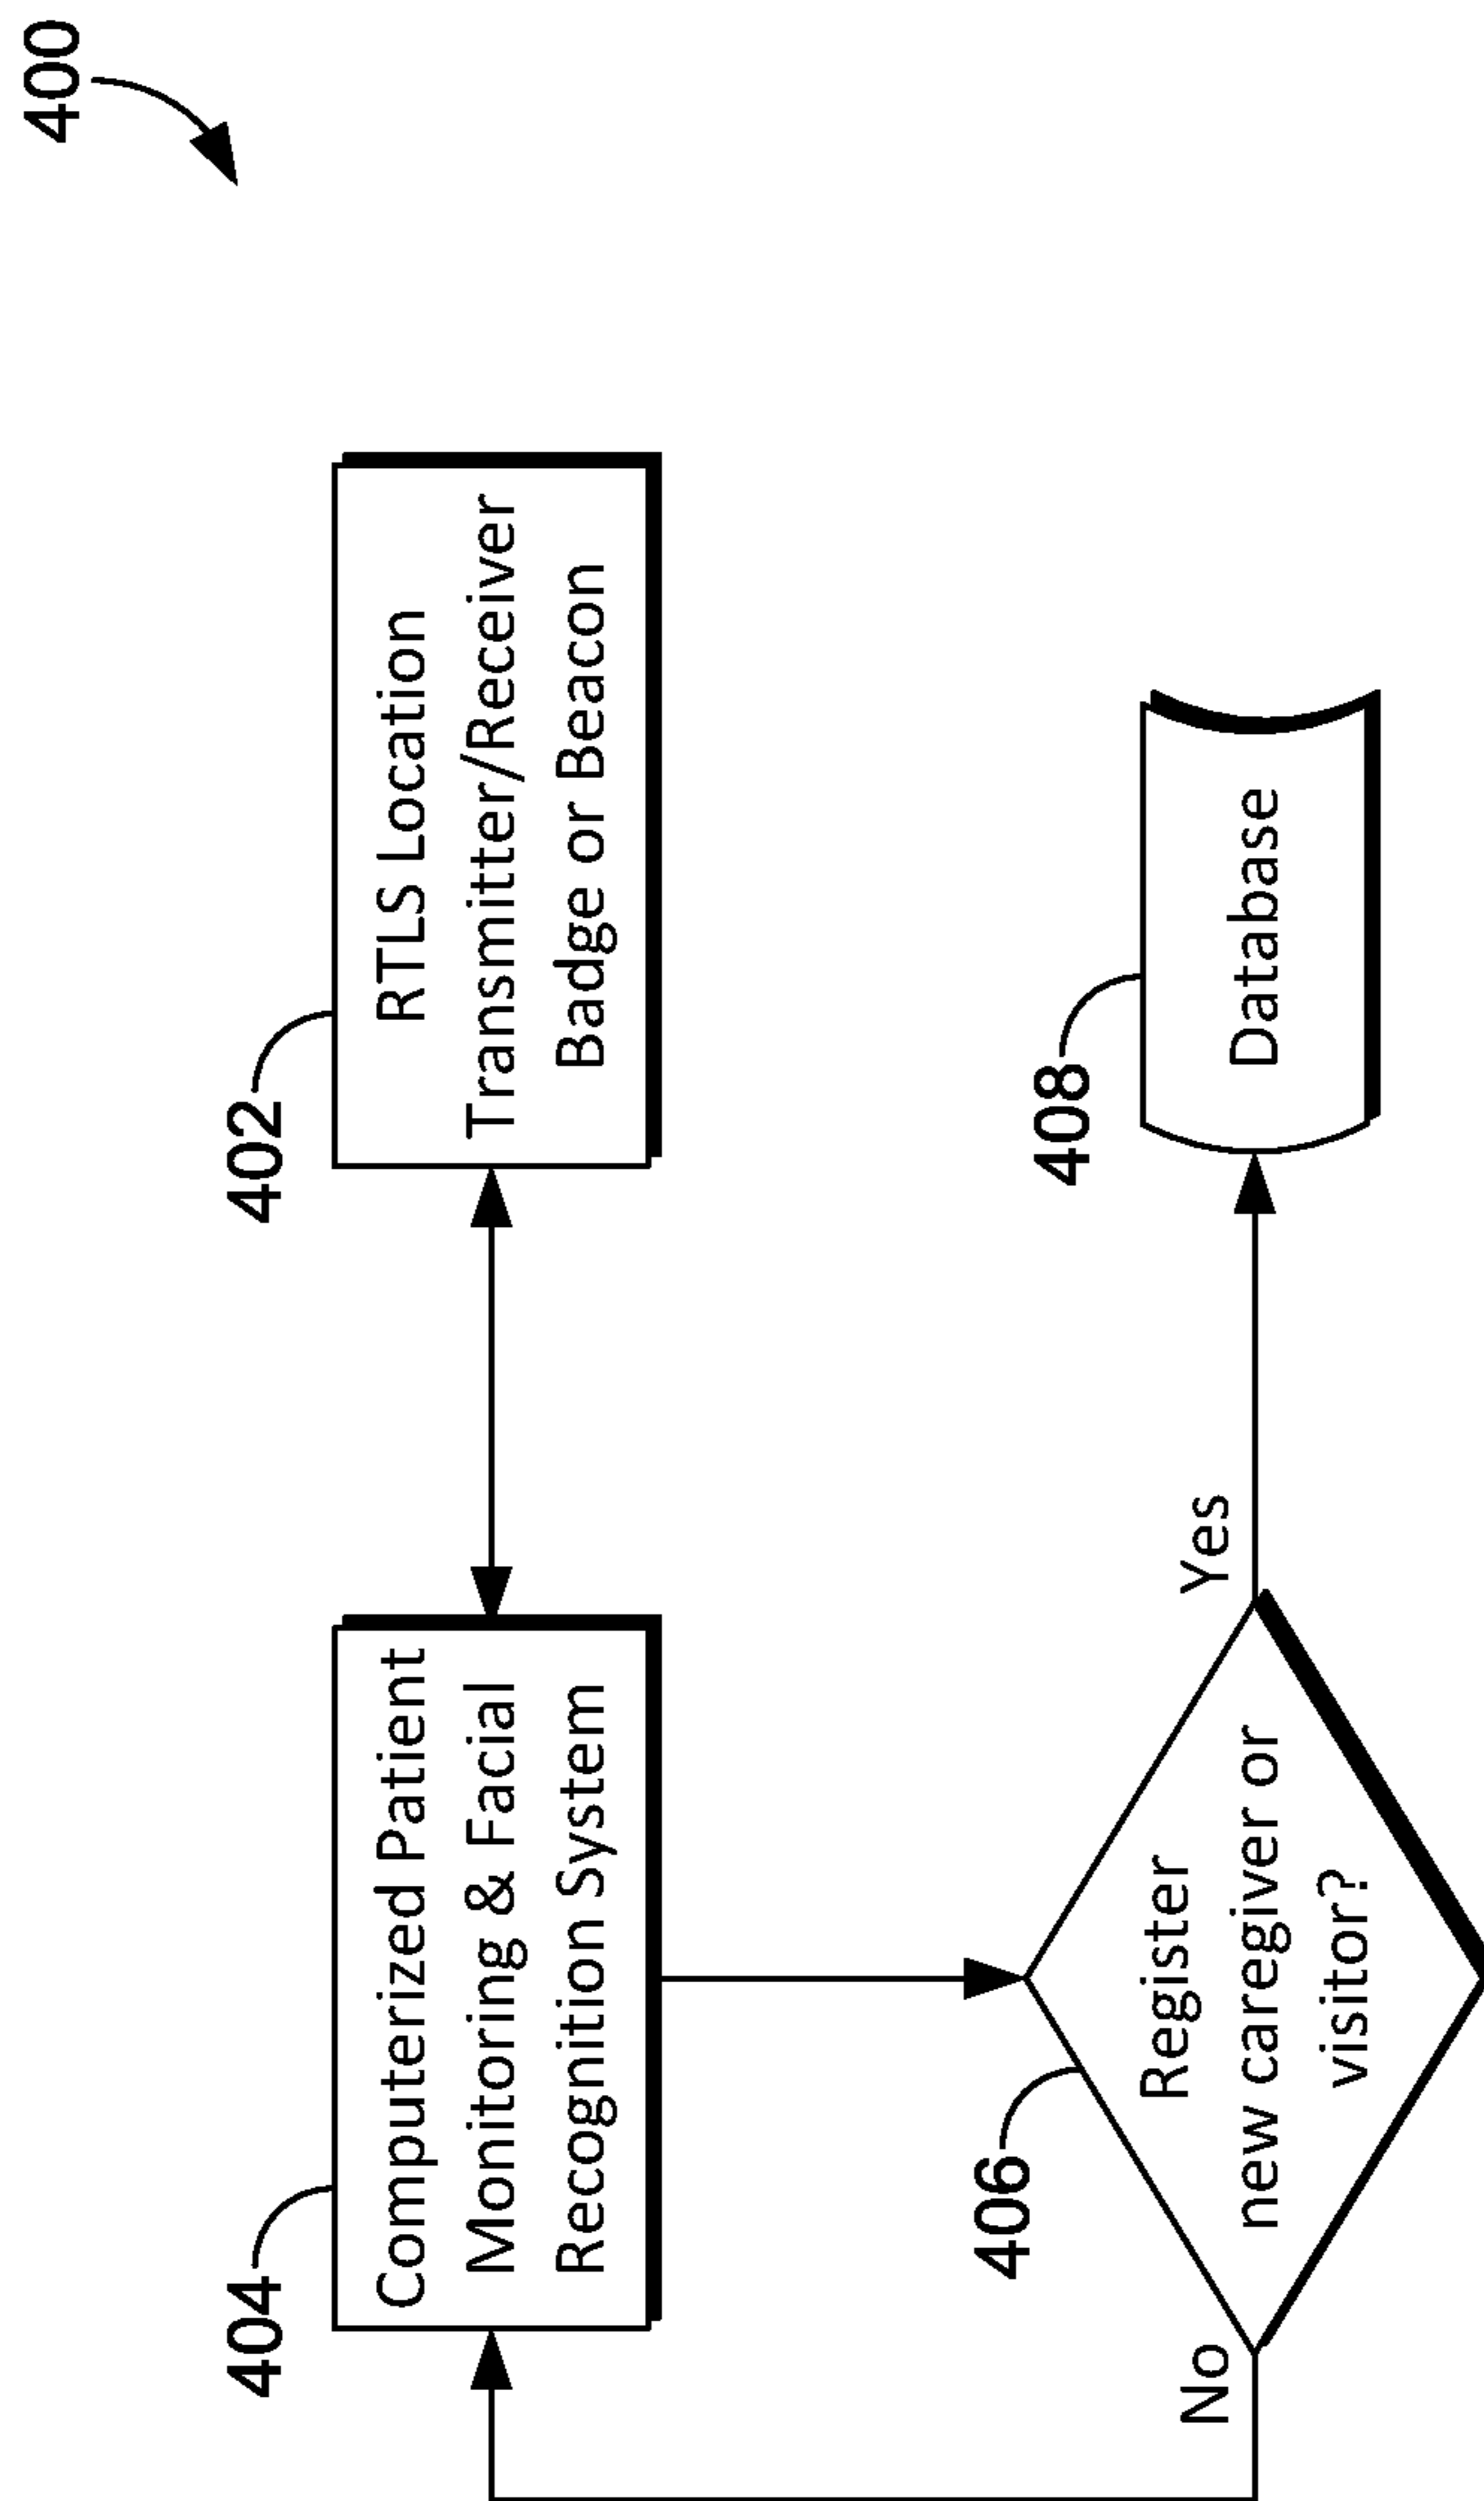 400
404
Computerized Patient
Monitoring & Facial
Recognition System
402
RTLS Location
Transmitter/Receiver
Badge or Beacon
406
Register
new caregiver or
visitor?
No
Yes
408
Database